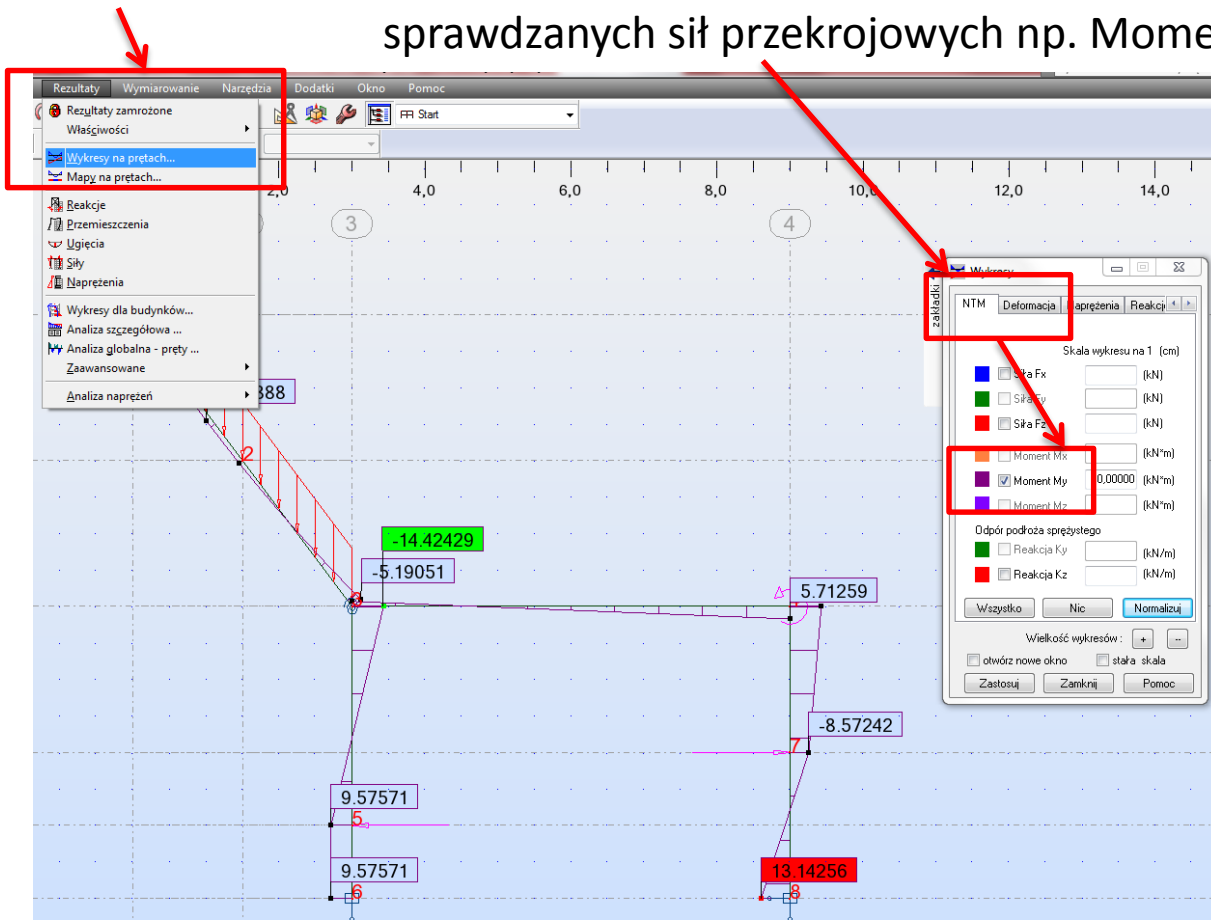 sprawdzanych sił przekrojowych np. Mome
Rezultaty Wymiarowanie Narzędzia Dodatki Okno Pomoc
Rezultaty zamrożone
Start
Właściwości
Wykresy na prętach...
Mapy na prętach...
2,0 4,0 6,0 8,0 10,0 12,0 14,0
Reakcje
Przemieszczenia
3 4
Ugięcia
Siły
Naprężenia
Wykresy dla budynków...
Analiza szczegółowa ...
Analiza globalna - pręty ...
Zaawansowane
Analiza naprężeń
888
2
-14.42429
-5.19051
5.71259
-8.57242
7
9.57571
5
9.57571
6
13.14256
8
Wykresy
zakładki
NTM Deformacja aprężenia Reakcj
Skala wykresu na 1 (cm)
Siła Fx (kN)
Siła Fy (kN)
Siła Fz (kN)
Moment Mx (kN*m)
Moment My 0,00000 (kN*m)
Moment Mz (kN*m)
Odpór podłoża sprężystego
Reakcja Ky (kN/m)
Reakcja Kz (kN/m)
Wszystko Nic Normalizuj
Wielkość wykresów : + --
otwórz nowe okno stała skala
Zastosuj Zamknij Pomoc